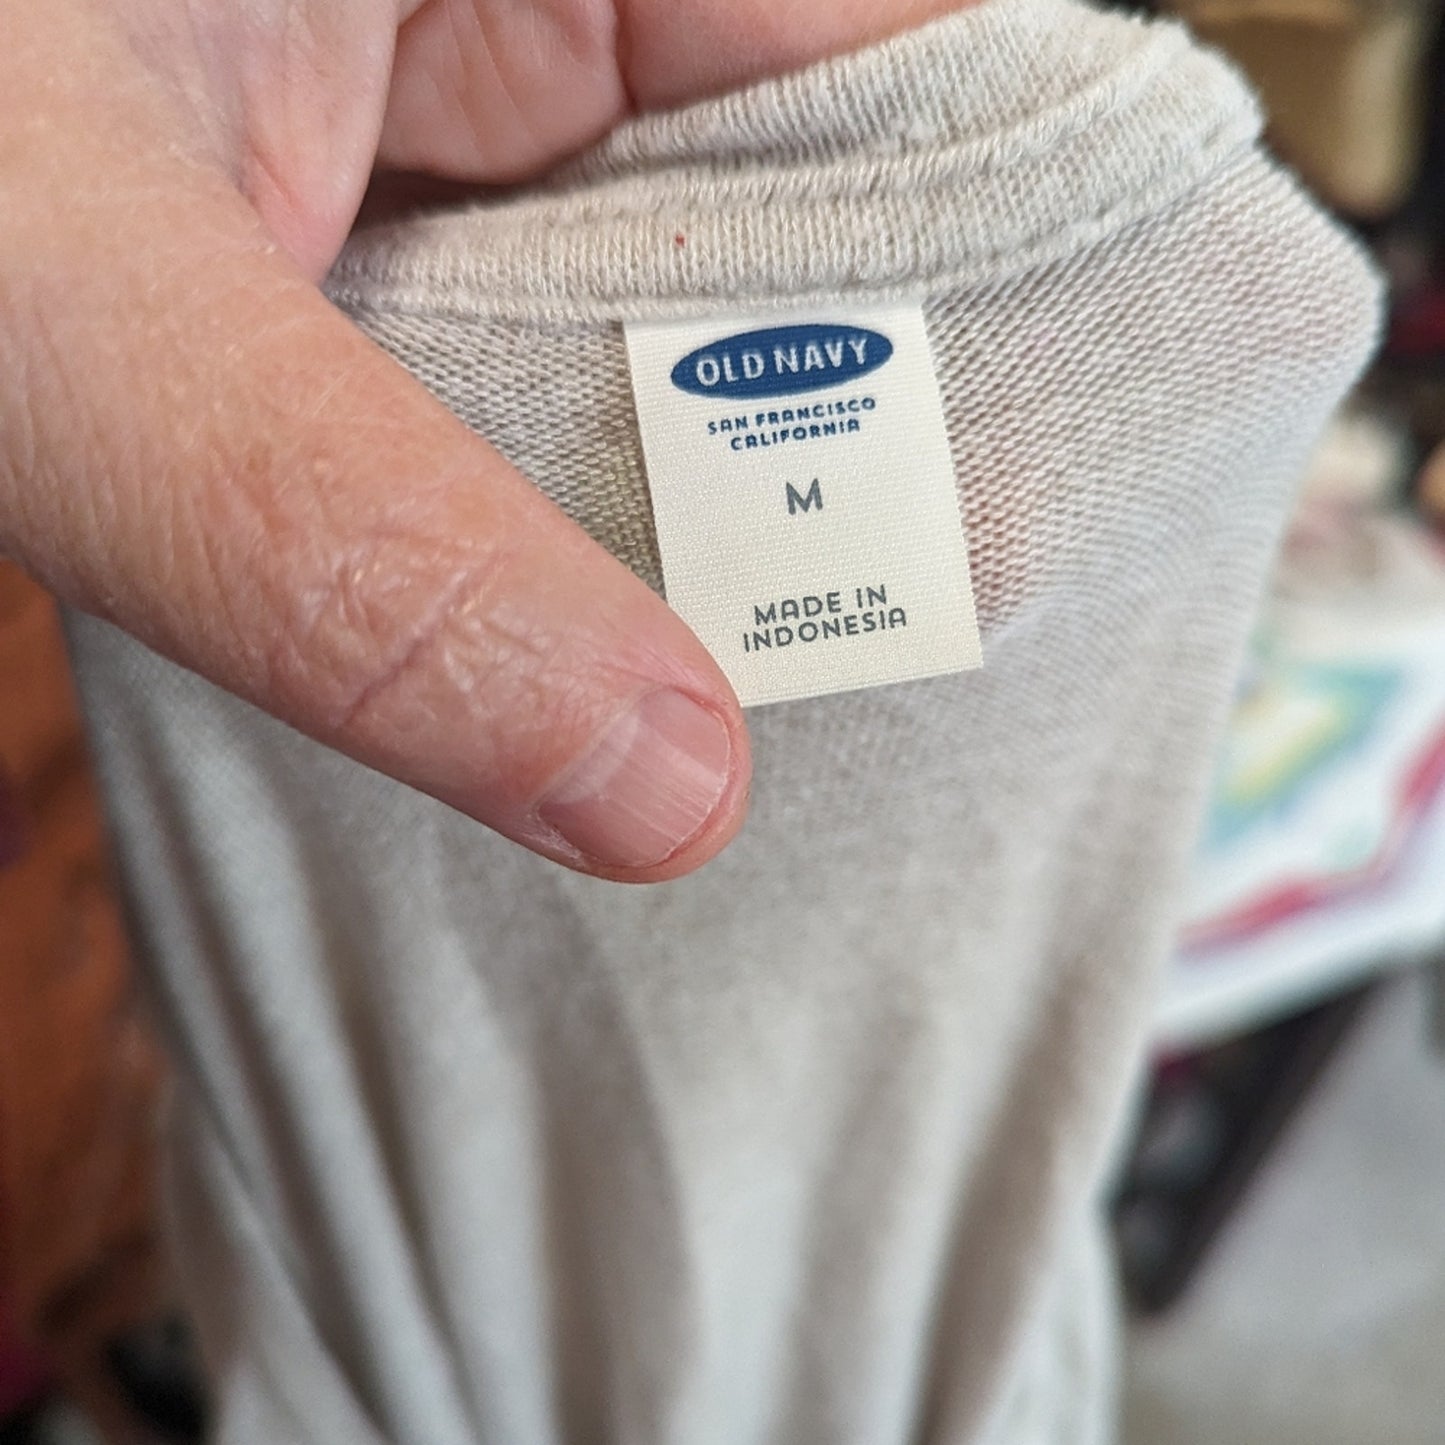 OLD NAVY
SAN FRANCISCO
CALIFORNIA
M
MADE IN
INDONESIA